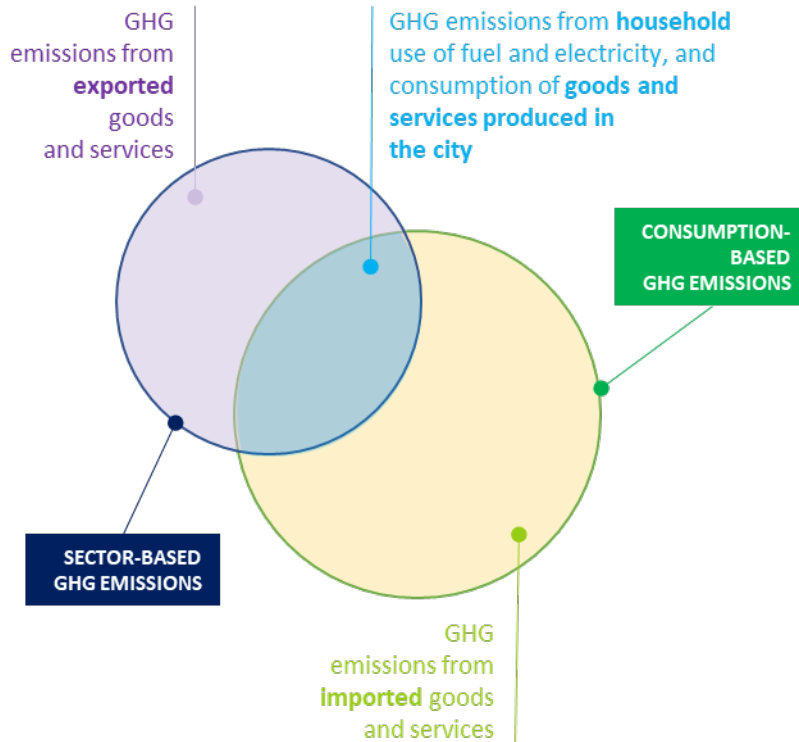 GHG
emissions from
exported
goods
and services
GHG emissions from household
use of fuel and electricity, and
consumption of goods and
services produced in
the city
CONSUMPTION-
BASED
GHG EMISSIONS
SECTOR-BASED
GHG EMISSIONS
GHG
emissions from
imported goods
and services